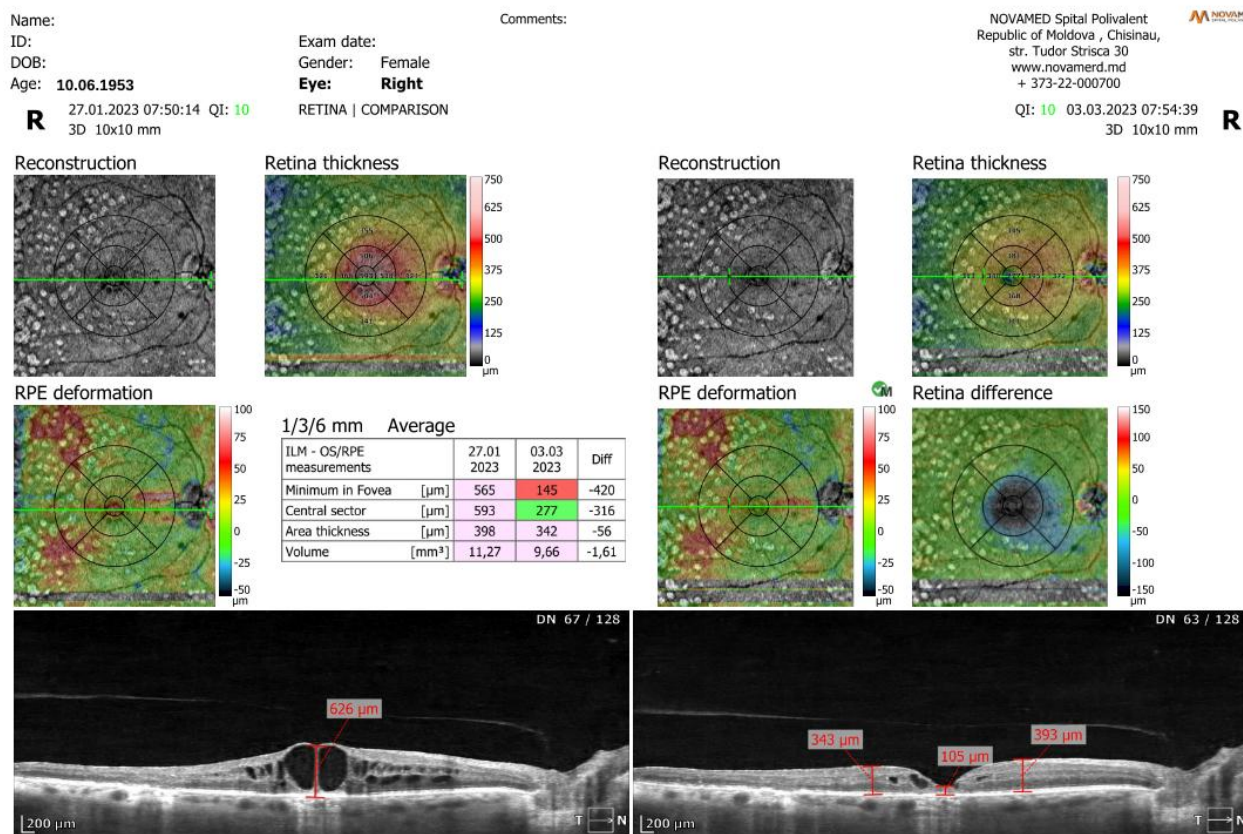 Name:
ID:
DOB:
Age: 10.06.1953
Exam date:
Gender: Female
Eye: Right
Comments:
NOVAMED Spital Polivalent
Republic of Moldova , Chisinau,
str. Tudor Strisca 30
www.novamerd.md
+ 373-22-000700
R
27.01.2023 07:50:14 QI: 10
3D 10x10 mm
RETINA | COMPARISON
QI: 10 03.03.2023 07:54:39
3D 10x10 mm
R
Reconstruction
Retina thickness
750
625
500
375
250
125
0
µm
Reconstruction
Retina thickness
750
625
500
375
250
125
0
µm
RPE deformation
100
75
50
25
0
-25
-50
µm
1/3/6 mm Average
ILM - OS/RPE measurements 27.01 2023 03.03 2023 Diff
Minimum in Fovea [µm] 565 145 -420
Central sector [µm] 593 277 -316
Area thickness [µm] 398 342 -56
Volume [mm³] 11,27 9,66 -1,61
RPE deformation
M
100
75
50
25
0
-25
-50
µm
Retina difference
150
100
50
0
-50
-100
-150
µm
DN 67 / 128
626 µm
200 µm
T N
DN 63 / 128
343 µm
105 µm
393 µm
200 µm
T N